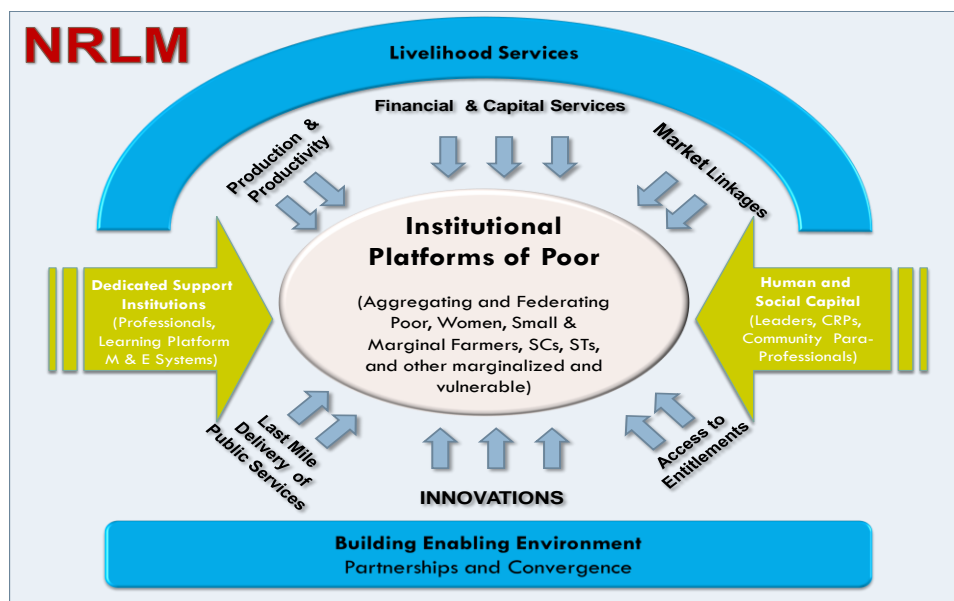 NRLM
Livelihood Services
Financial & Capital Services
Production &
Productivity
Market Linkages
Institutional
Platforms of Poor
(Aggregating and Federating
Poor, Women, Small &
Marginal Farmers, SCs, STs,
and other marginalized and
vulnerable)
Dedicated Support
Institutions
(Professionals,
Learning Platform
M & E Systems)
Human and
Social Capital
(Leaders, CRPs,
Community Para-
Professionals)
Last Mile
Delivery of
Public Services
INNOVATIONS
Access to
Entitlements
Building Enabling Environment
Partnerships and Convergence